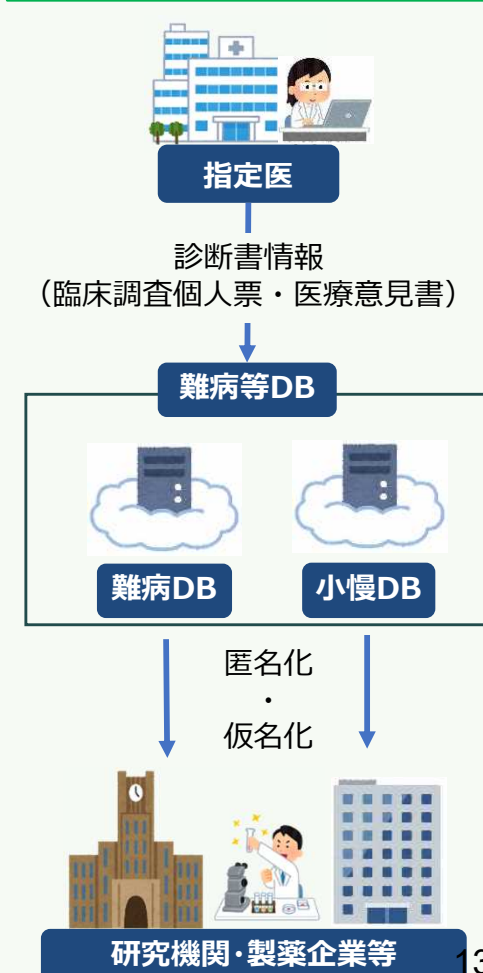 指定医
診断書情報
（臨床調査個人票・医療意見書）
難病等DB
難病DB
小慢DB
匿名化
・
仮名化
研究機関・製薬企業等
13